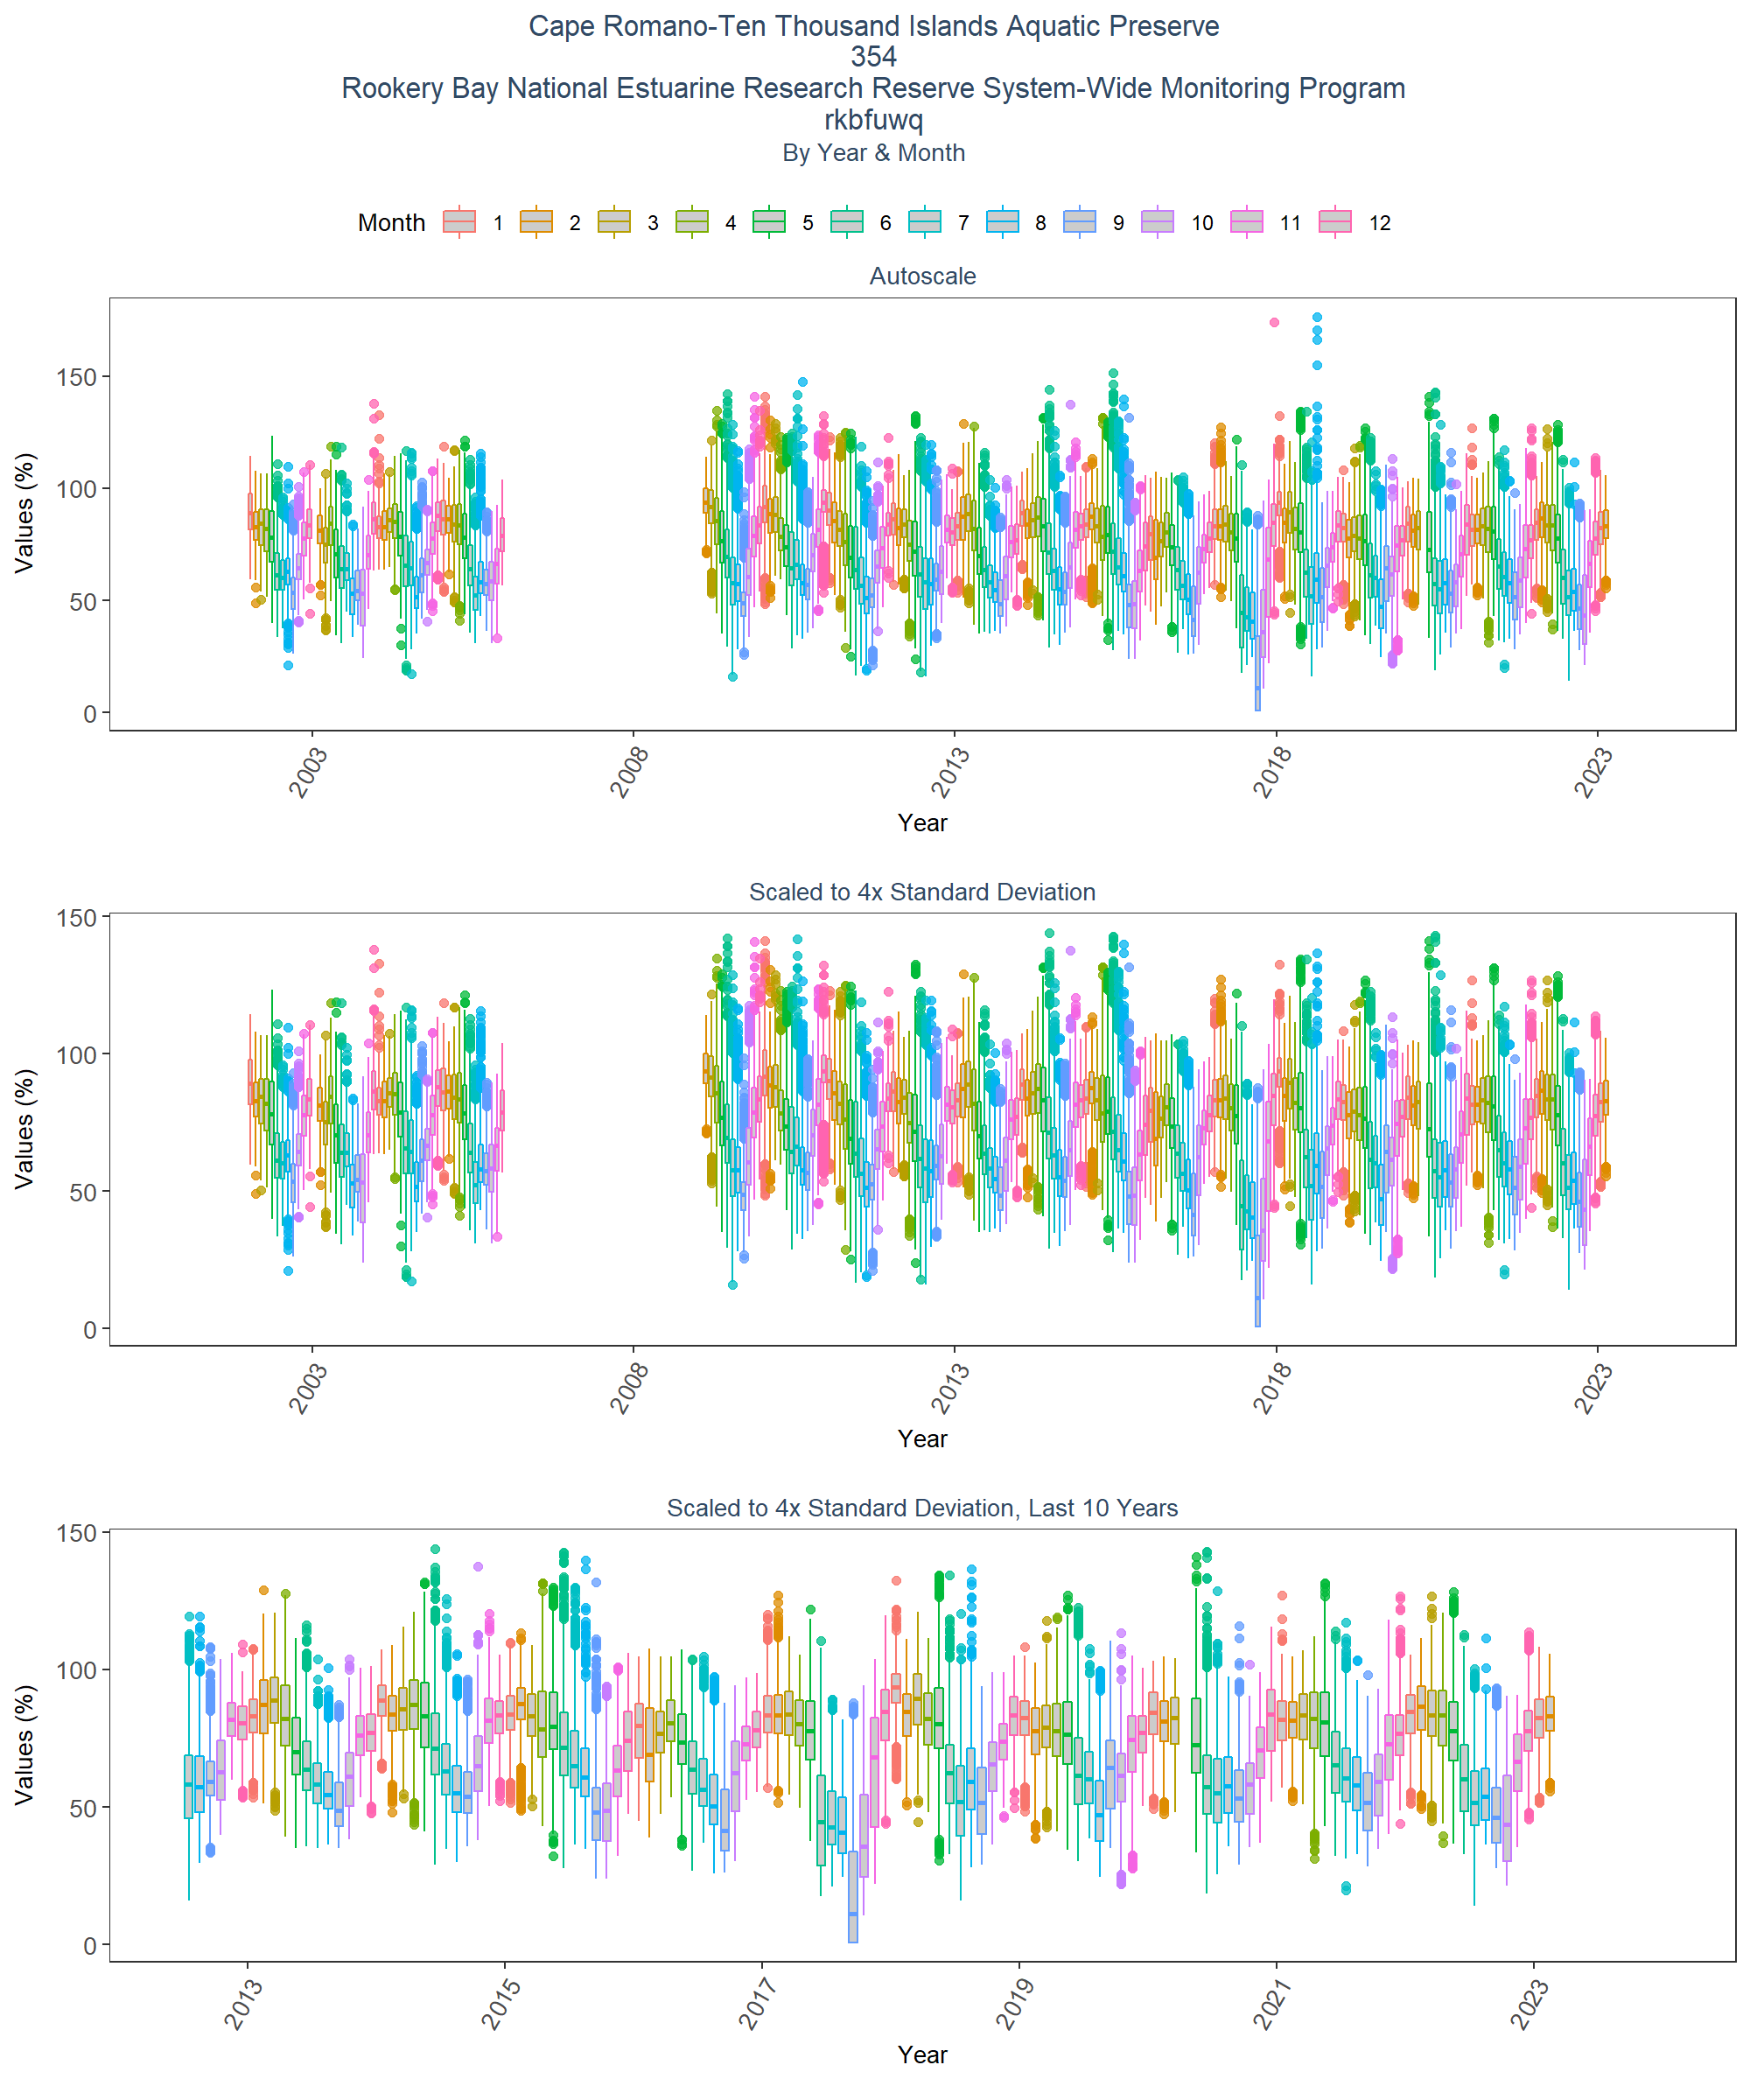 Cape Romano-Ten Thousand Islands Aquatic Preserve
354
Rookery Bay National Estuarine Research Reserve System-Wide Monitoring Program
rkbfuwq
By Year & Month
Month 1 2 3 4 5 6 7 8 9 10 11 12
Autoscale
Values (%)
150
100
50
0
2003 2008 2013 2018 2023
Year
Scaled to 4x Standard Deviation
Values (%)
150
100
50
0
2003 2008 2013 2018 2023
Year
Scaled to 4x Standard Deviation, Last 10 Years
Values (%)
150
100
50
0
2013 2015 2017 2019 2021 2023
Year